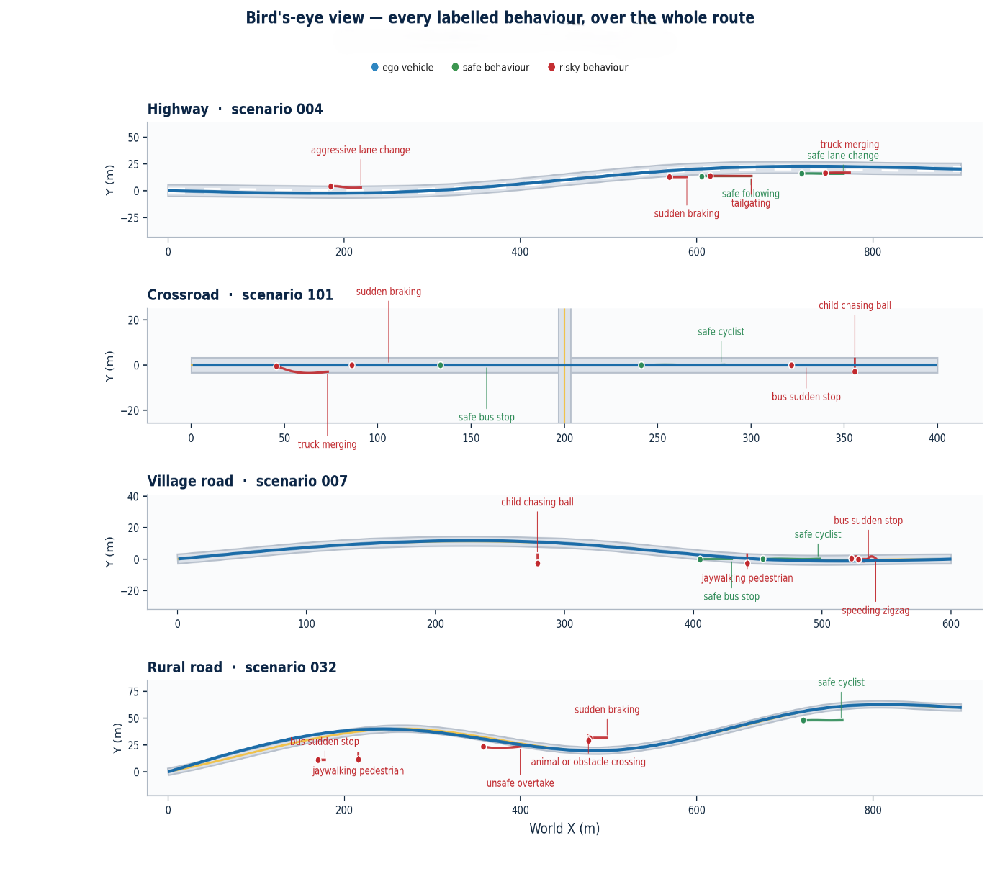 Bird's-eye view — every labelled behaviour, over the whole route
ego vehicle safe behaviour risky behaviour
Highway · scenario 004
Y (m)
50
25
0
−25
aggressive lane change
truck merging
safe lane change
safe following
tailgating
sudden braking
0 200 400 600 800
Crossroad · scenario 101
Y (m)
20
0
−20
sudden braking
child chasing ball
safe cyclist
bus sudden stop
safe bus stop
truck merging
0 50 100 150 200 250 300 350 400
Village road · scenario 007
Y (m)
40
20
0
−20
child chasing ball
bus sudden stop
safe cyclist
jaywalking pedestrian
safe bus stop
speeding zigzag
0 100 200 300 400 500 600
Rural road · scenario 032
Y (m)
75
50
25
0
safe cyclist
sudden braking
bus sudden stop
animal or obstacle crossing
jaywalking pedestrian
unsafe overtake
0 200 400 600 800
World X (m)